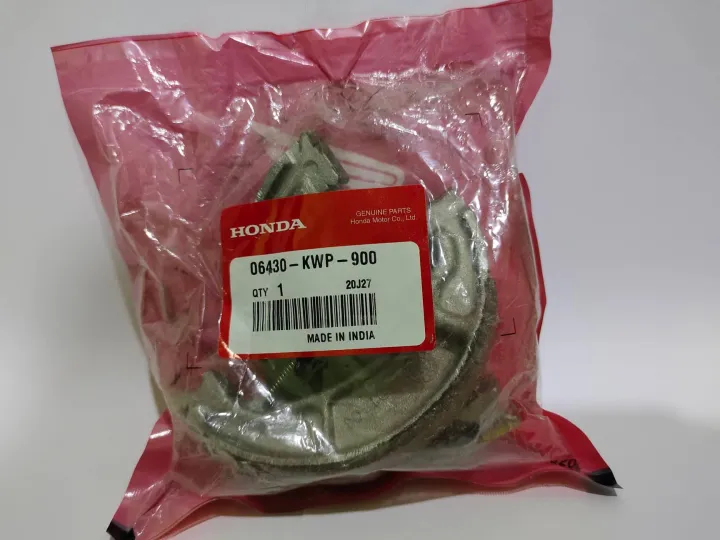 HONDA
GENUINE PARTS
Honda Motor Co., Ltd
06430-KWP-900
QTY 1 20J27
MADE IN INDIA